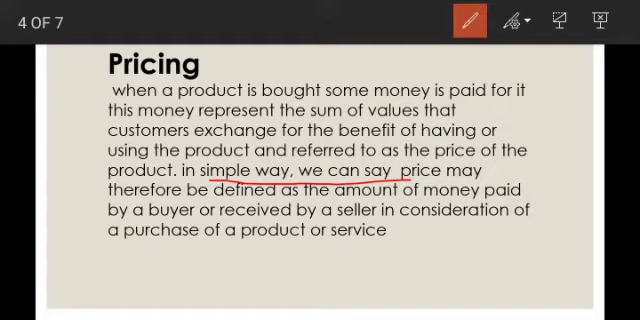 4 OF 7
Pricing
when a product is bought some money is paid for it
this money represent the sum of values that
customers exchange for the benefit of having or
using the product and referred to as the price of the
product. in simple way, we can say price may
therefore be defined as the amount of money paid
by a buyer or received by a seller in consideration of
a purchase of a product or service